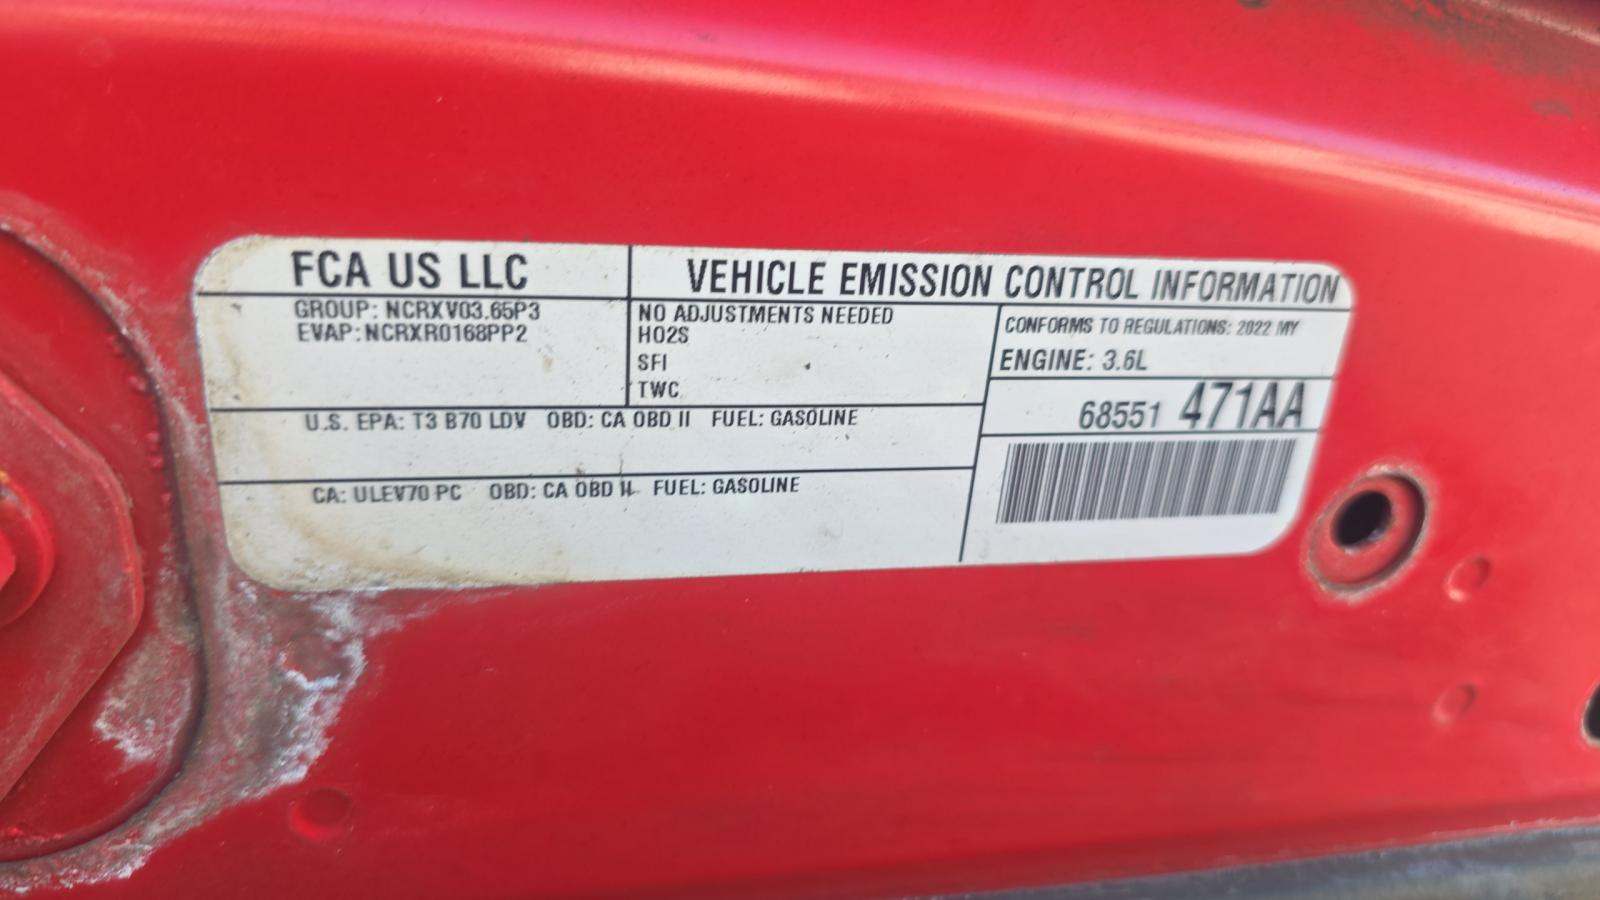 FCA US LLC
VEHICLE EMISSION CONTROL INFORMATION
GROUP: NCRXV03.65P3
EVAP: NCRXR0168PP2
NO ADJUSTMENTS NEEDED
HO2S
SFI
TWC
CONFORMS TO REGULATIONS: 2022 MY
ENGINE: 3.6L
68551 471AA
U.S. EPA: T3 B70 LDV OBD: CA OBD II FUEL: GASOLINE
CA: ULEV70 PC OBD: CA OBD II FUEL: GASOLINE